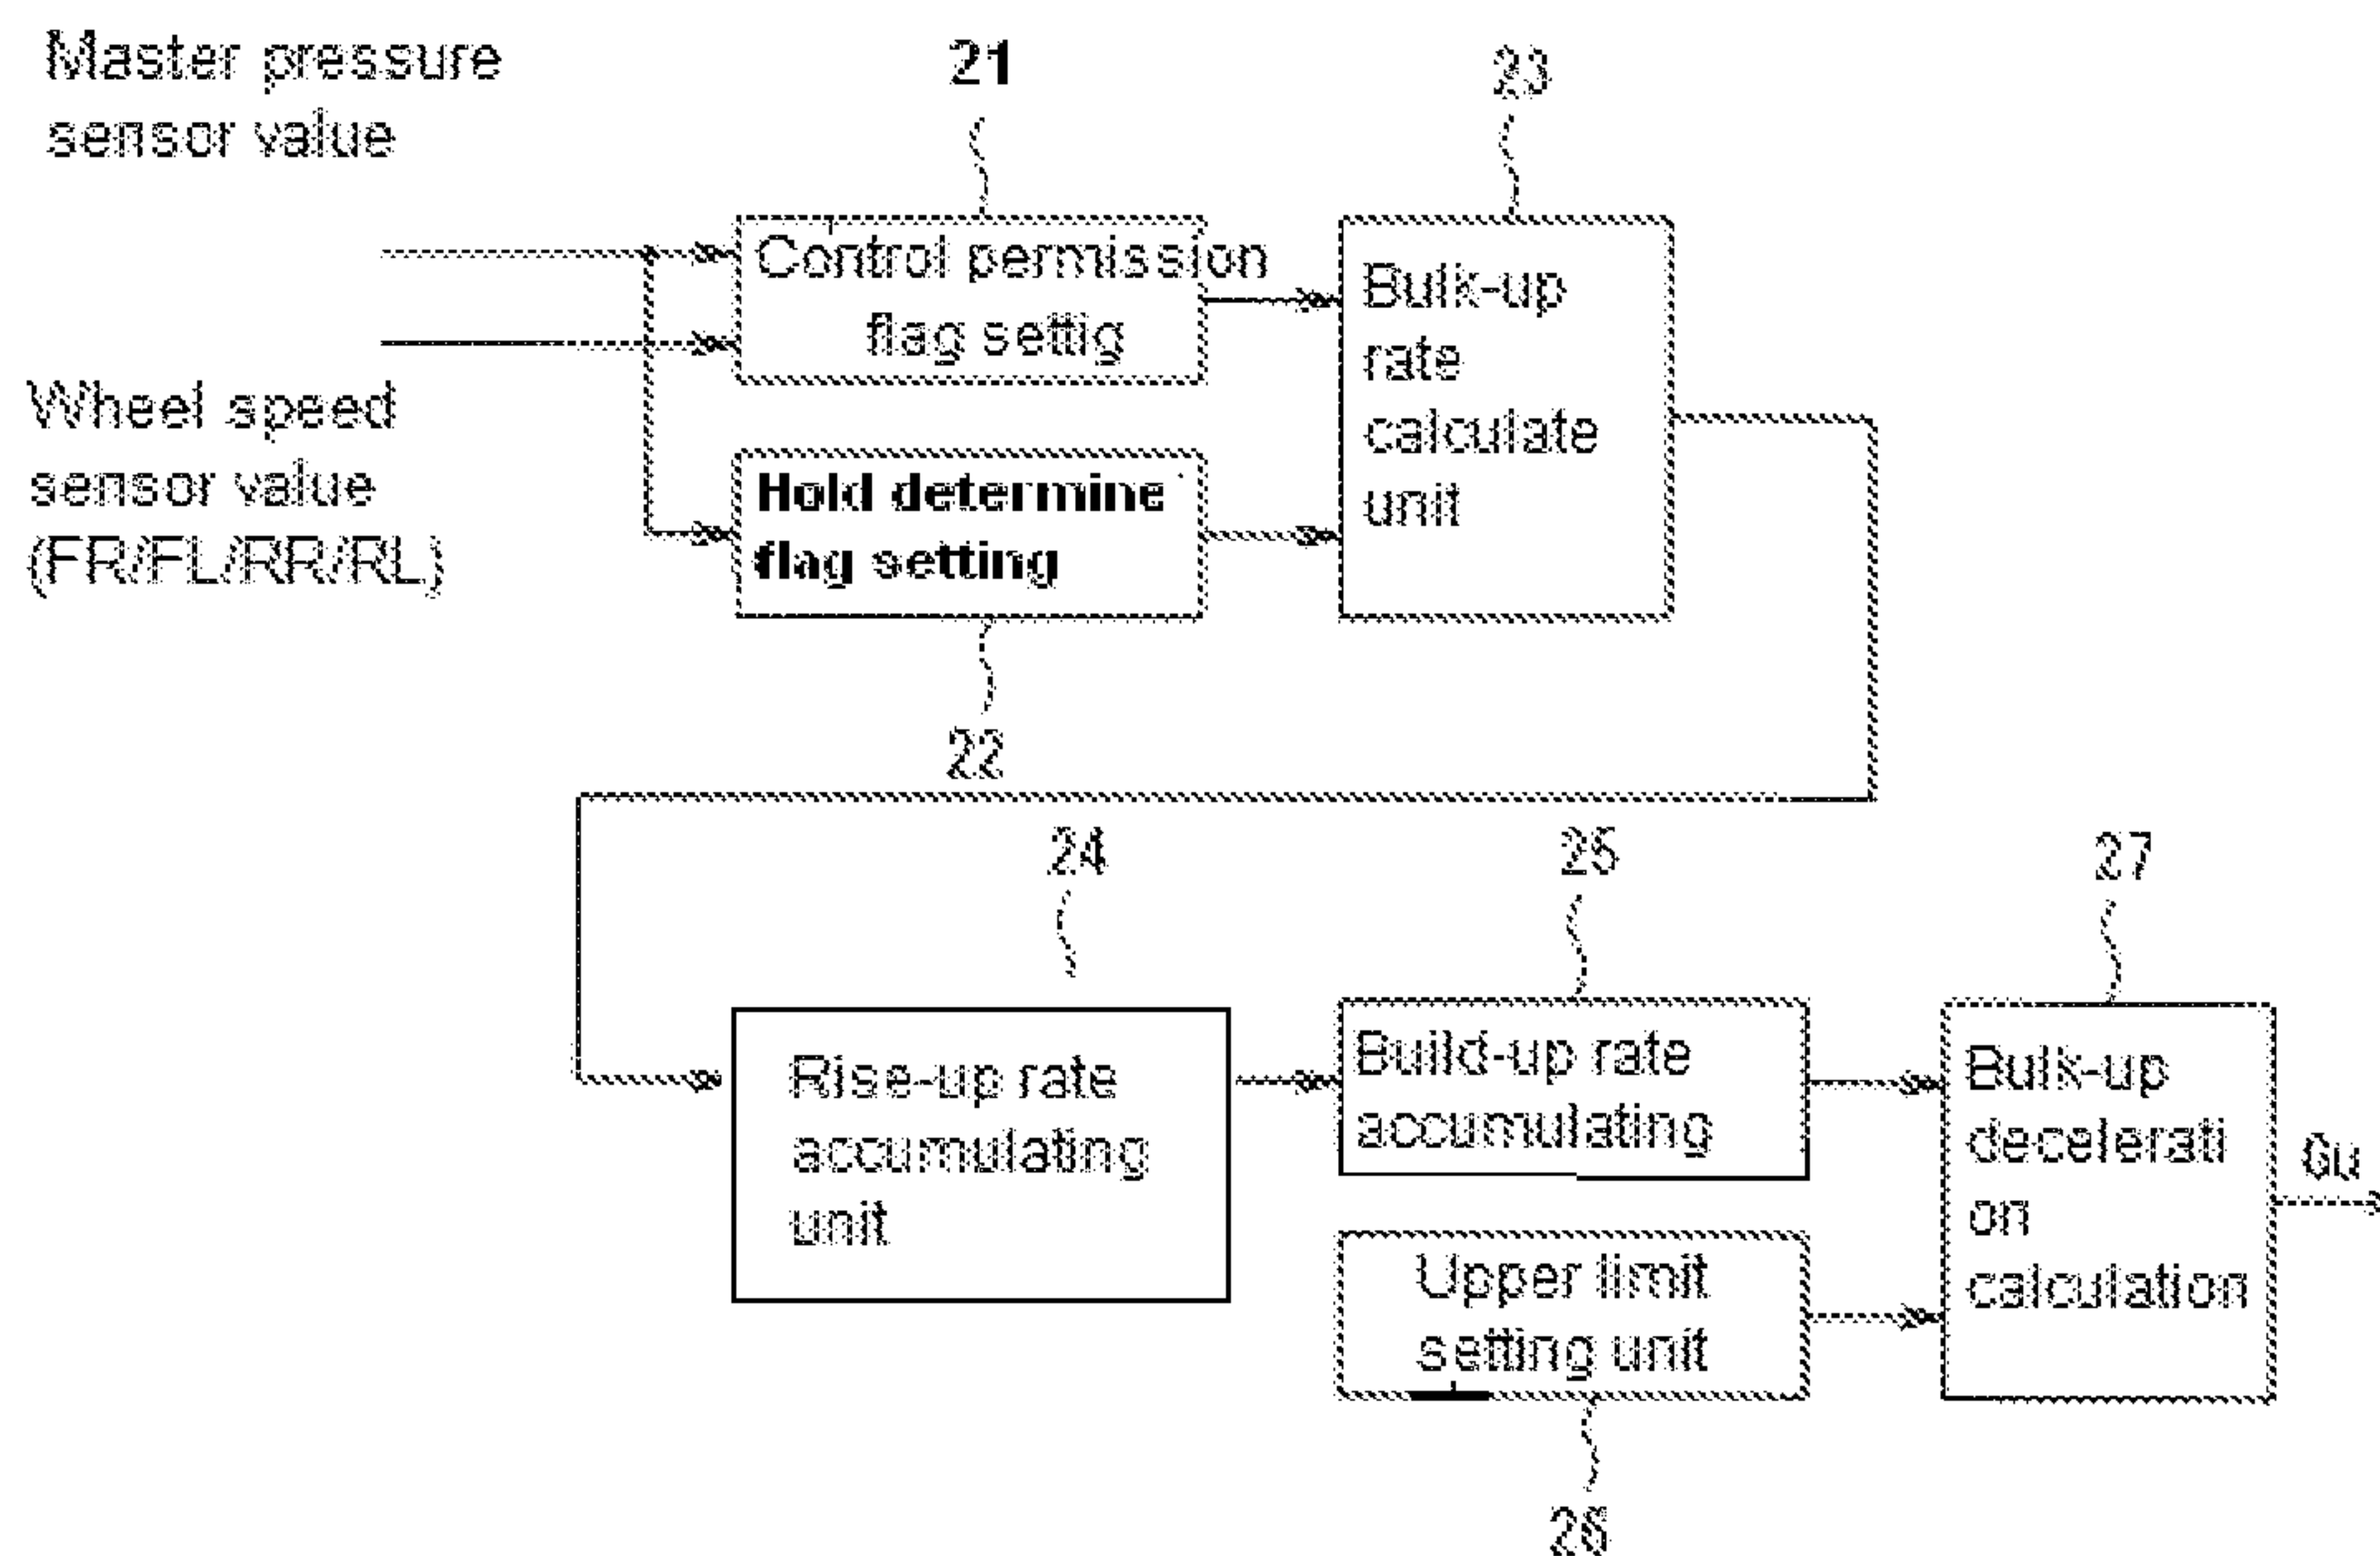 Master pressure
sensor value
21
23
Control permission
flag settig
Bulk-up
rate
calculate
unit
Wheel speed
sensor value
(FR/FL/RR/RL)
Hold determine
flag setting
22
24
25
27
Rise-up rate
accumulating
unit
Build-up rate
accumulating
Bulk-up
decelerati
on
calculation
Gu
Upper limit
setting unit
26